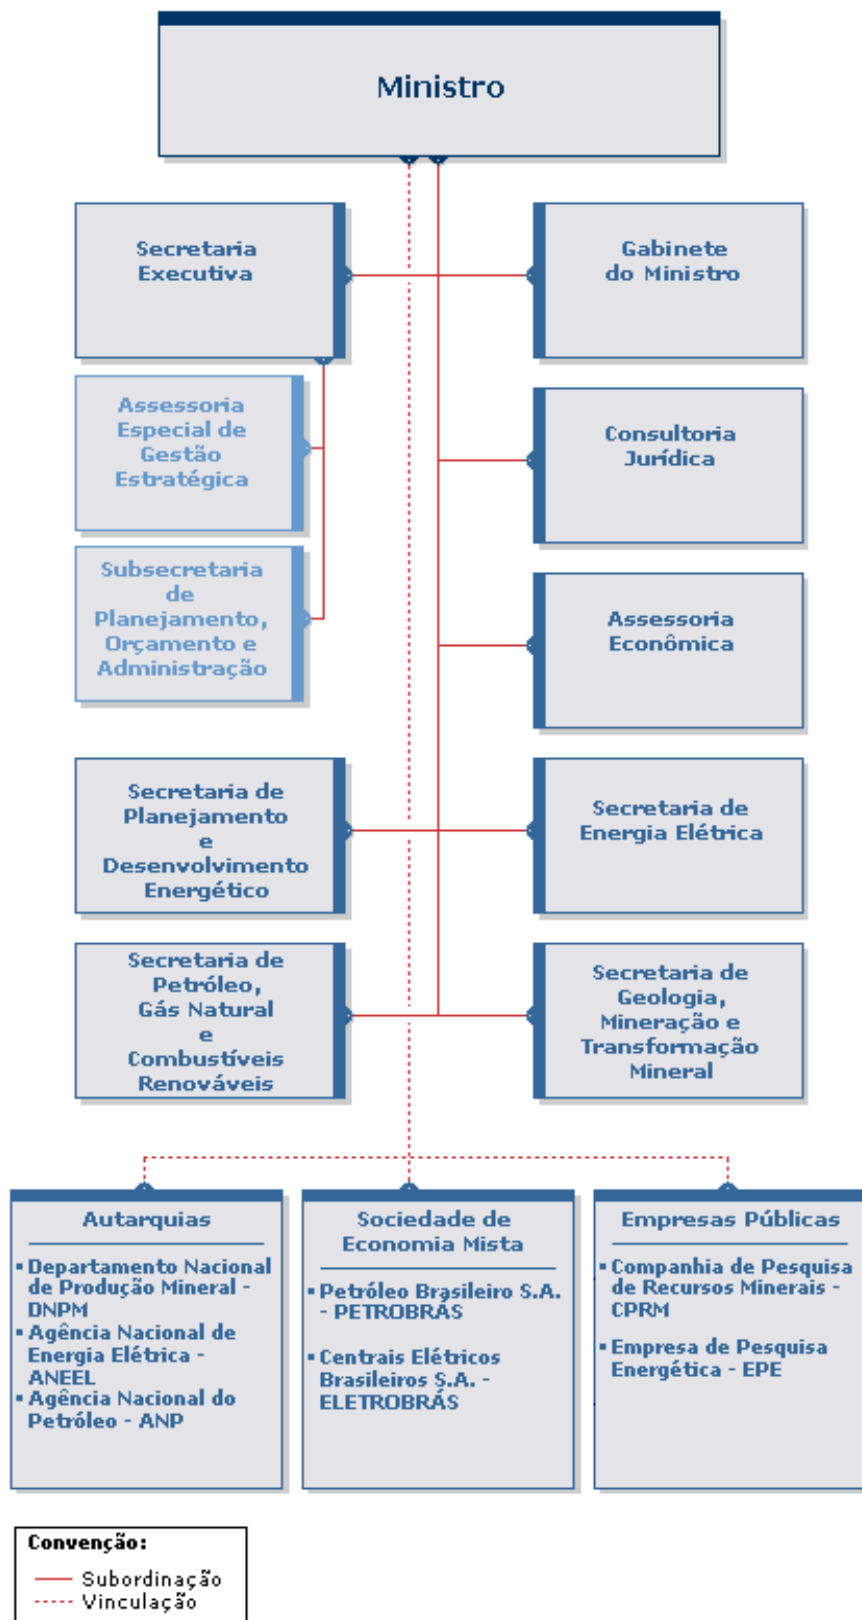 Ministro
Secretaria
Executiva
Gabinete
do Ministro
Assessoria
Especial de
Gestão
Estratégica
Consultoria
Jurídica
Subsecretaria
de
Planejamento,
Orçamento e
Administração
Assessoria
Econômica
Secretaria de
Planejamento
e
Desenvolvimento
Energético
Secretaria de
Energia Elétrica
Secretaria de
Petróleo,
Gás Natural
e
Combustíveis
Renováveis
Secretaria de
Geologia,
Mineração e
Transformação
Mineral
Autarquias
▪ Departamento Nacional
de Produção Mineral -
DNPM
▪ Agência Nacional de
Energia Elétrica -
ANEEL
▪ Agência Nacional do
Petróleo - ANP
Sociedade de
Economia Mista
▪ Petróleo Brasileiro S.A.
- PETROBRÁS
▪ Centrais Elétricos
Brasileiros S.A. -
ELETROBRÁS
Empresas Públicas
▪ Companhia de Pesquisa
de Recursos Minerais -
CPRM
▪ Empresa de Pesquisa
Energética - EPE
Convenção:
Subordinação
Vinculação